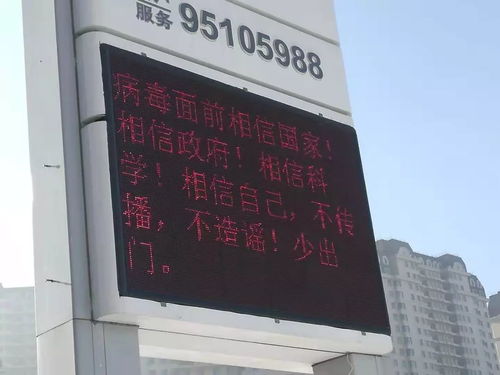 服务 95105988
病毒面前相信国家！
相信政府！相信科
学！相信自己，不传
播，不造谣！少出
门。